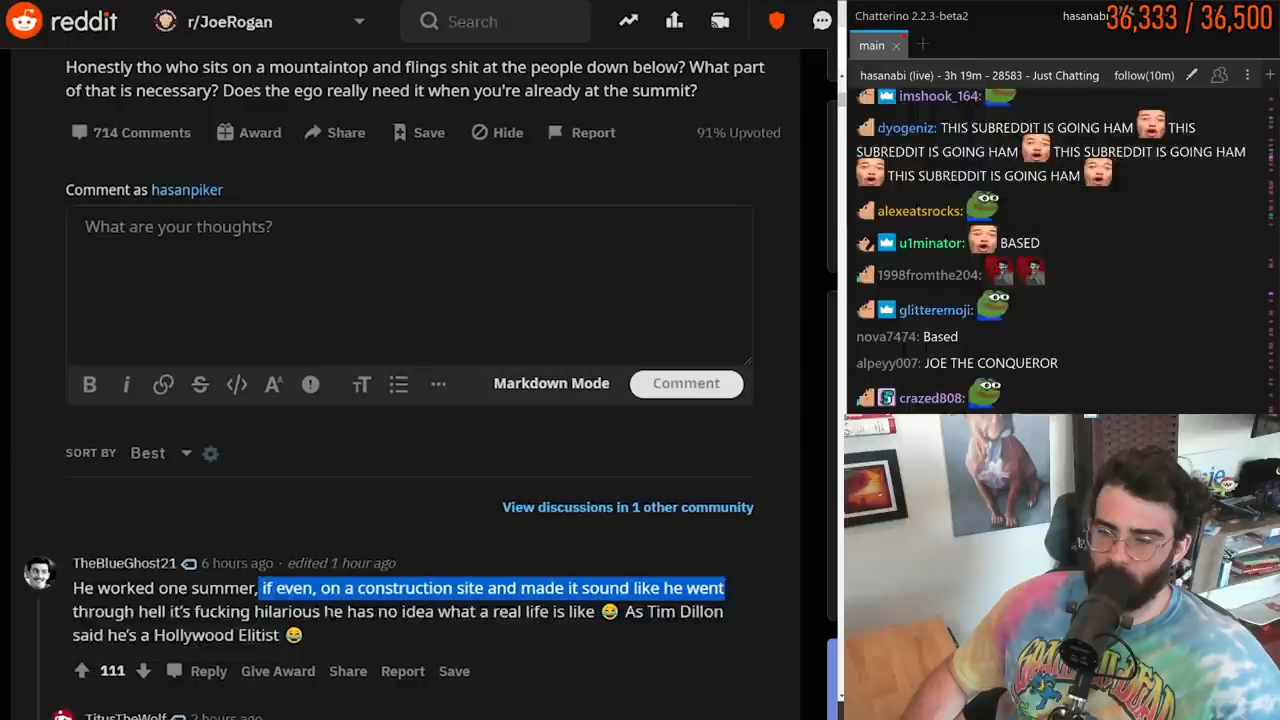 reddit
r/JoeRogan
Search
Honestly tho who sits on a mountaintop and flings shit at the people down below? What part
of that is necessary? Does the ego really need it when you're already at the summit?
714 Comments Award Share Save Hide Report 91% Upvoted
Comment as hasanpiker
What are your thoughts?
B i Markdown Mode Comment
SORT BY Best
View discussions in 1 other community
TheBlueGhost21 6 hours ago · edited 1 hour ago
He worked one summer, if even, on a construction site and made it sound like he went
through hell it's fucking hilarious he has no idea what a real life is like 😂 As Tim Dillon
said he's a Hollywood Elitist 😂
111 Reply Give Award Share Report Save
TitusTheWolf 2 hours ago
Chatterino 2.2.3-beta2
hasanabi
36,333 / 36,500
main
hasanabi (live) - 3h 19m - 28583 - Just Chatting follow(10m)
imshook_164:
dyogeniz: THIS SUBREDDIT IS GOING HAM THIS
SUBREDDIT IS GOING HAM THIS SUBREDDIT IS GOING HAM
THIS SUBREDDIT IS GOING HAM
alexeatsrocks:
u1minator: BASED
1998fromthe204:
glitteremoji:
nova7474: Based
alpeyy007: JOE THE CONQUEROR
crazed808: